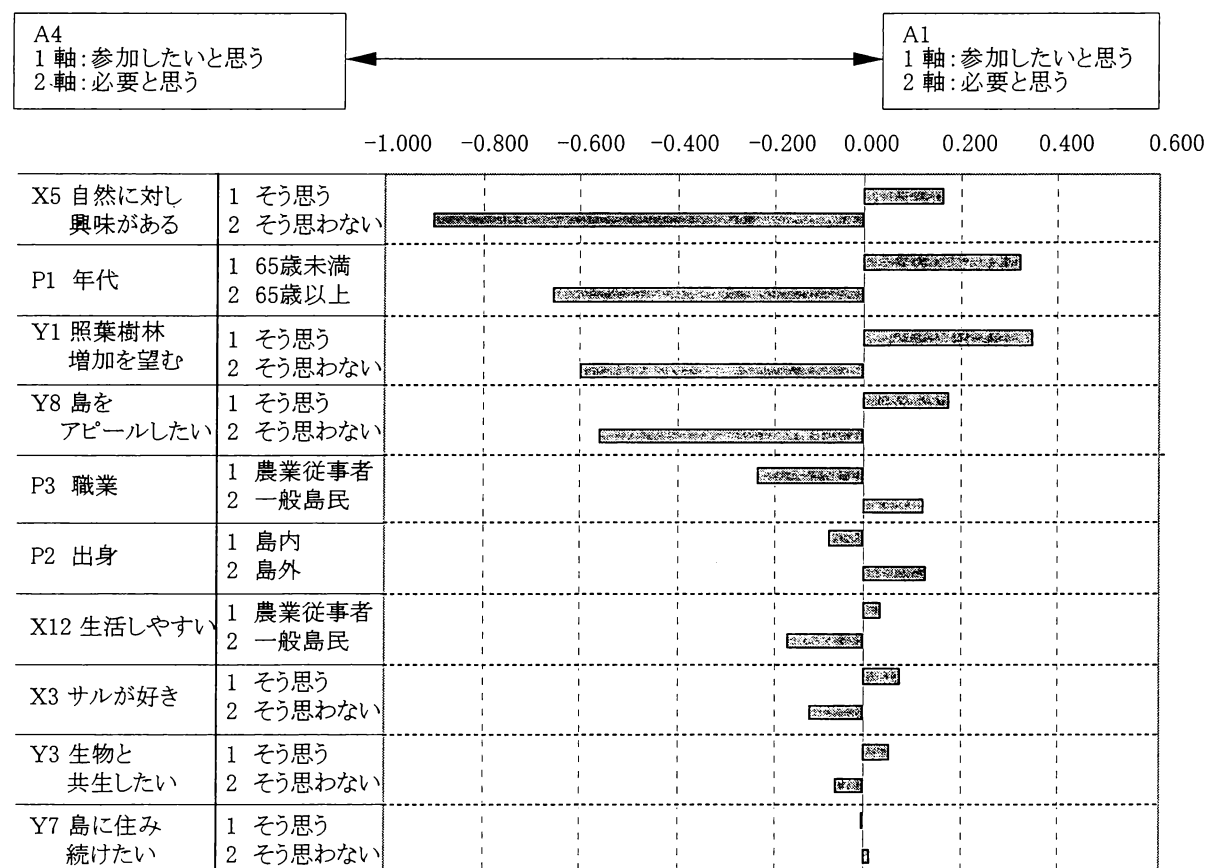 A4
1 軸:参加したいと思う
2 軸:必要と思う
A1
1 軸:参加したいと思う
2 軸:必要と思う
-1.000 -0.800 -0.600 -0.400 -0.200 0.000 0.200 0.400 0.600
X5 自然に対し
興味がある
1 そう思う
2 そう思わない
P1 年代
1 65歳未満
2 65歳以上
Y1 照葉樹林
増加を望む
1 そう思う
2 そう思わない
Y8 島を
アピールしたい
1 そう思う
2 そう思わない
P3 職業
1 農業従事者
2 一般島民
P2 出身
1 島内
2 島外
X12 生活しやすい
1 農業従事者
2 一般島民
X3 サルが好き
1 そう思う
2 そう思わない
Y3 生物と
共生したい
1 そう思う
2 そう思わない
Y7 島に住み
続けたい
1 そう思う
2 そう思わない